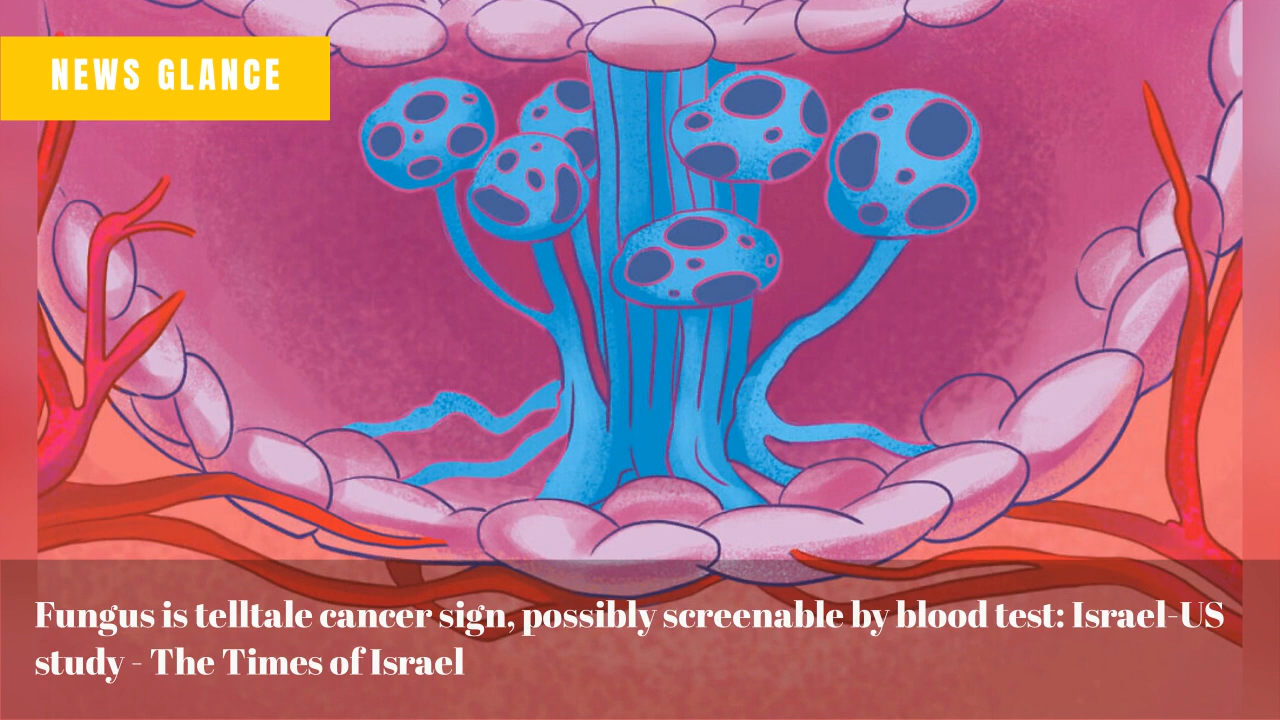 NEWS GLANCE
Fungus is telltale cancer sign, possibly screenable by blood test: Israel-US
study - The Times of Israel